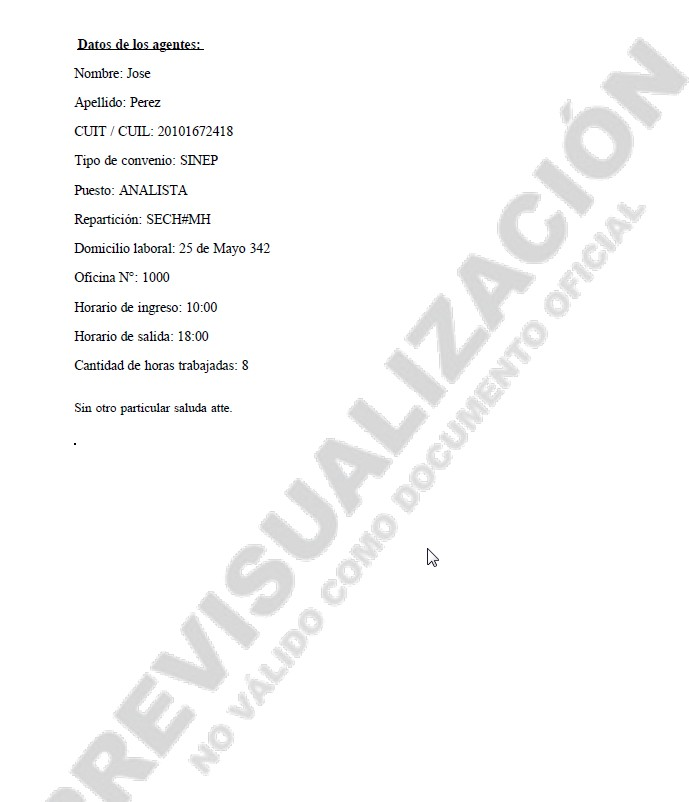 Datos de los agentes:
Nombre: Jose
Apellido: Perez
CUIT / CUIL: 20101672418
Tipo de convenio: SINEP
Puesto: ANALISTA
Repartición: SECH#MH
Domicilio laboral: 25 de Mayo 342
Oficina N°: 1000
Horario de ingreso: 10:00
Horario de salida: 18:00
Cantidad de horas trabajadas: 8
Sin otro particular saluda atte.
.
PREVISUALIZACIÓN
NO VÁLIDO COMO DOCUMENTO OFICIAL